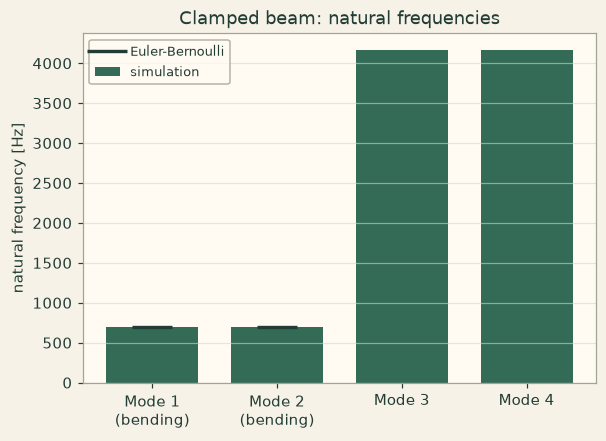 Clamped beam: natural frequencies
Euler-Bernoulli
simulation
natural frequency [Hz]
4000
3500
3000
2500
2000
1500
1000
500
0
Mode 1
(bending)
Mode 2
(bending)
Mode 3
Mode 4